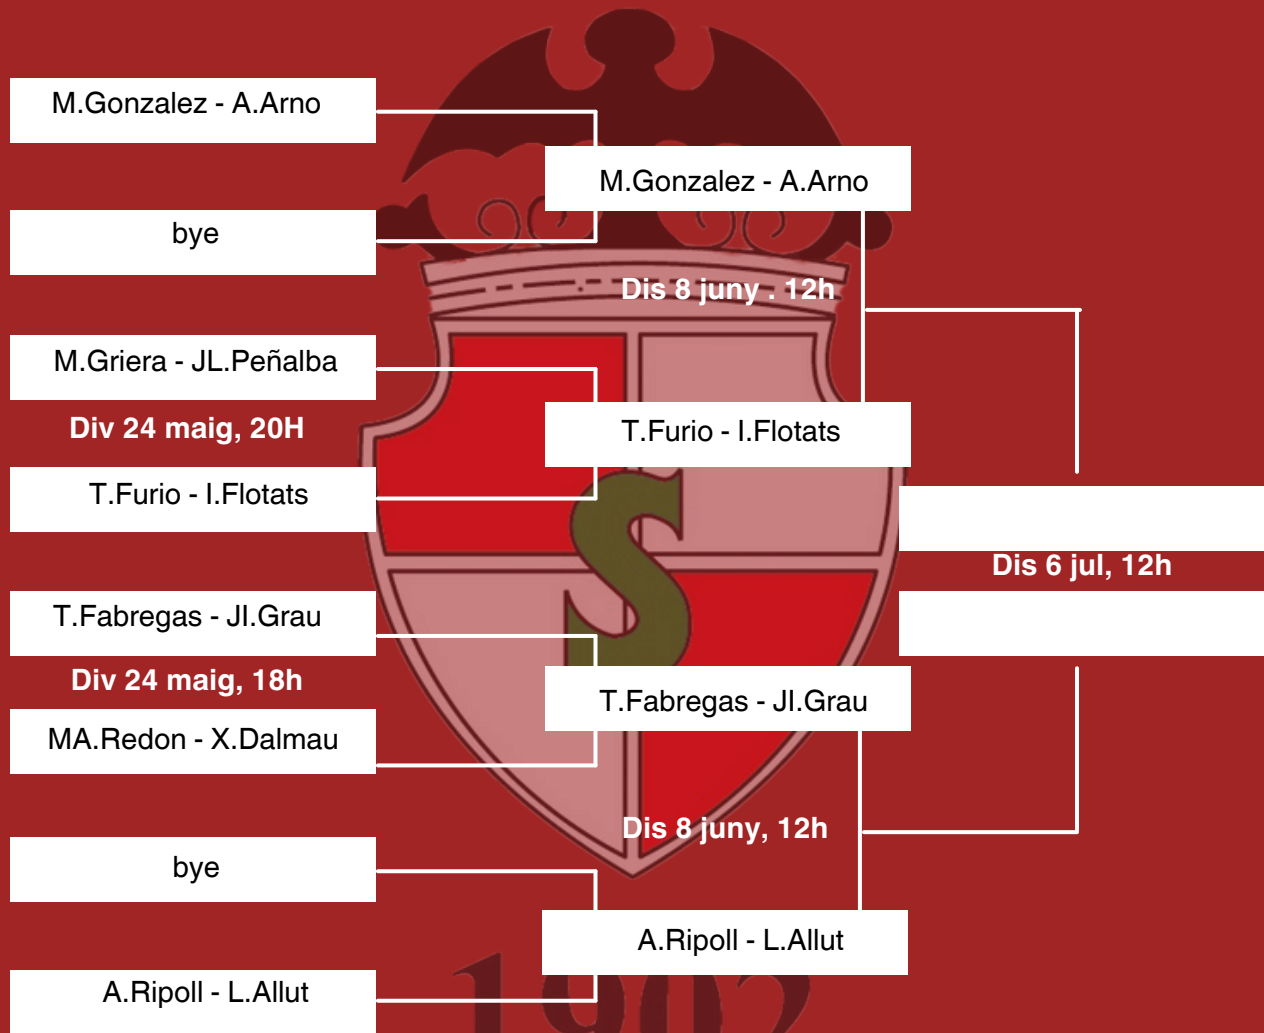 M.Gonzalez - A.Arno
M.Gonzalez - A.Arno
bye
Dis 8 juny . 12h
M.Griera - JL.Peñalba
Div 24 maig, 20H
T.Furio - I.Flotats
T.Furio - I.Flotats
S
Dis 6 jul, 12h
T.Fabregas - JI.Grau
Div 24 maig, 18h
T.Fabregas - JI.Grau
MA.Redon - X.Dalmau
Dis 8 juny, 12h
bye
A.Ripoll - L.Allut
A.Ripoll - L.Allut
1902